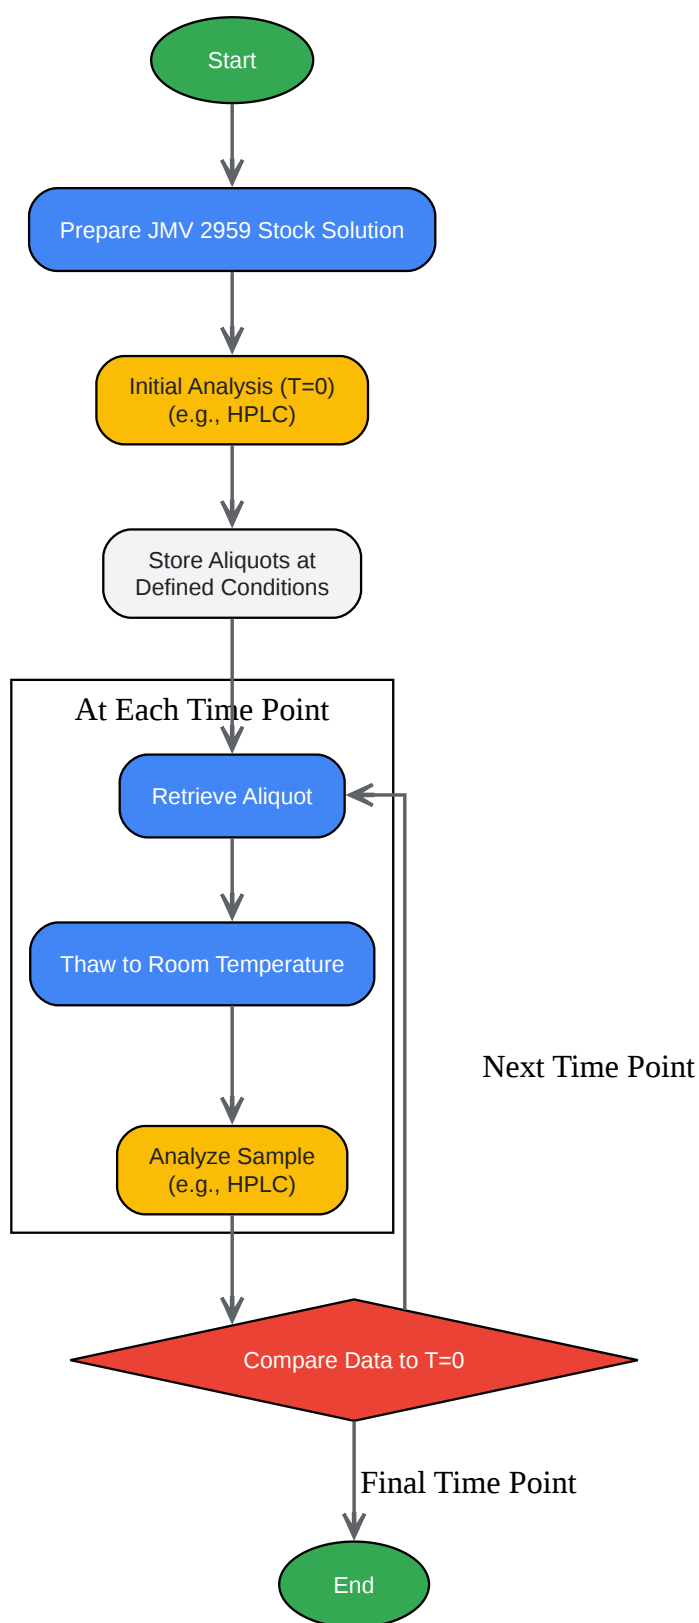 Start
Prepare JMV 2959 Stock Solution
Initial Analysis (T=0)
(e.g., HPLC)
Store Aliquots at
Defined Conditions
At Each Time Point
Retrieve Aliquot
Thaw to Room Temperature
Next Time Point
Analyze Sample
(e.g., HPLC)
Compare Data to T=0
Final Time Point
End